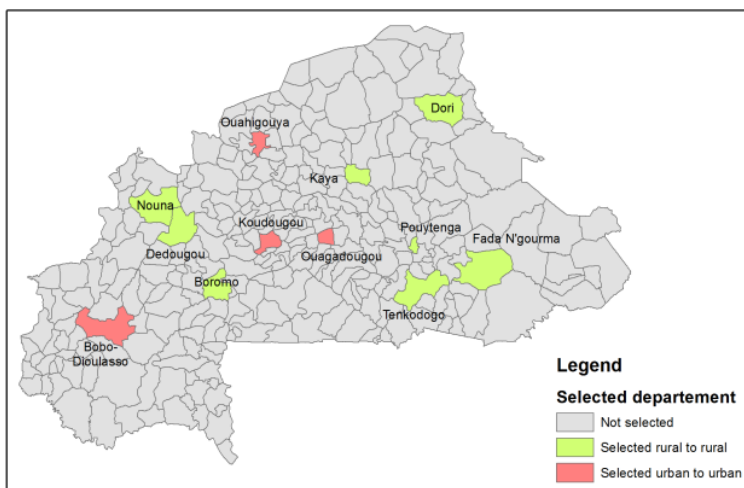 Dori
Ouahigouya
Kaya
Nouna
Koudougou
Pouytenga
Fada N'gourma
Dedougou
Ouagadougou
Boromo
Tenkodogo
Bobo-
Dioulasso
Legend
Selected departement
Not selected
Selected rural to rural
Selected urban to urban